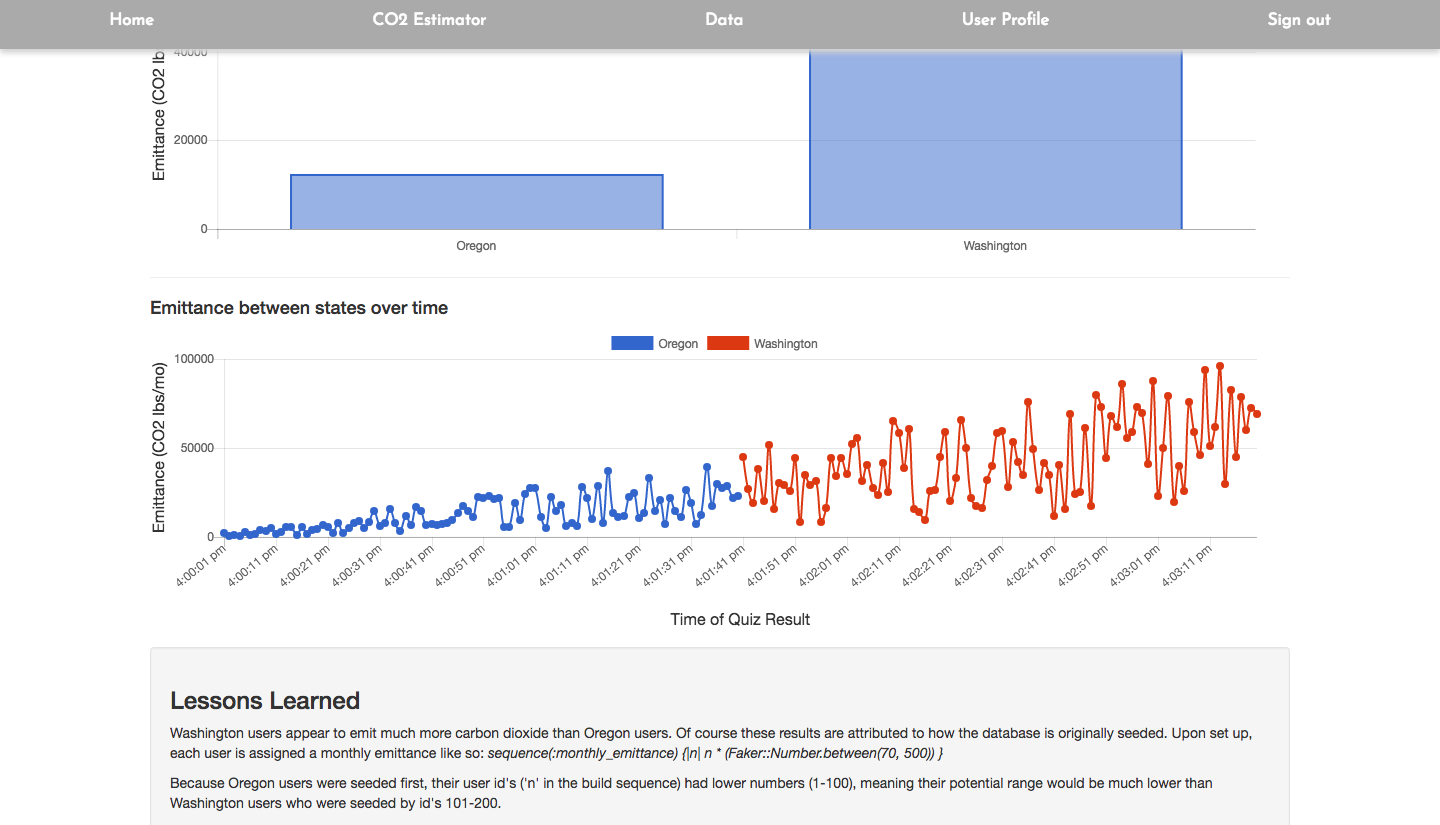 Home CO2 Estimator Data User Profile Sign out
40000
Emittance (CO2 lb
20000
0
Oregon Washington
Emittance between states over time
Oregon Washington
Emittance (CO2 lbs/mo)
100000
50000
0
4:00:01 pm 4:00:11 pm 4:00:21 pm 4:00:31 pm 4:00:41 pm 4:00:51 pm 4:01:01 pm 4:01:11 pm 4:01:21 pm 4:01:31 pm 4:01:41 pm 4:01:51 pm 4:02:01 pm 4:02:11 pm 4:02:21 pm 4:02:31 pm 4:02:41 pm 4:02:51 pm 4:03:01 pm 4:03:11 pm
Time of Quiz Result
Lessons Learned
Washington users appear to emit much more carbon dioxide than Oregon users. Of course these results are attributed to how the database is originally seeded. Upon set up,
each user is assigned a monthly emittance like so: sequence(:monthly_emittance) {|n| n * (Faker::Number.between(70, 500)) }
Because Oregon users were seeded first, their user id's ('n' in the build sequence) had lower numbers (1-100), meaning their potential range would be much lower than
Washington users who were seeded by id's 101-200.